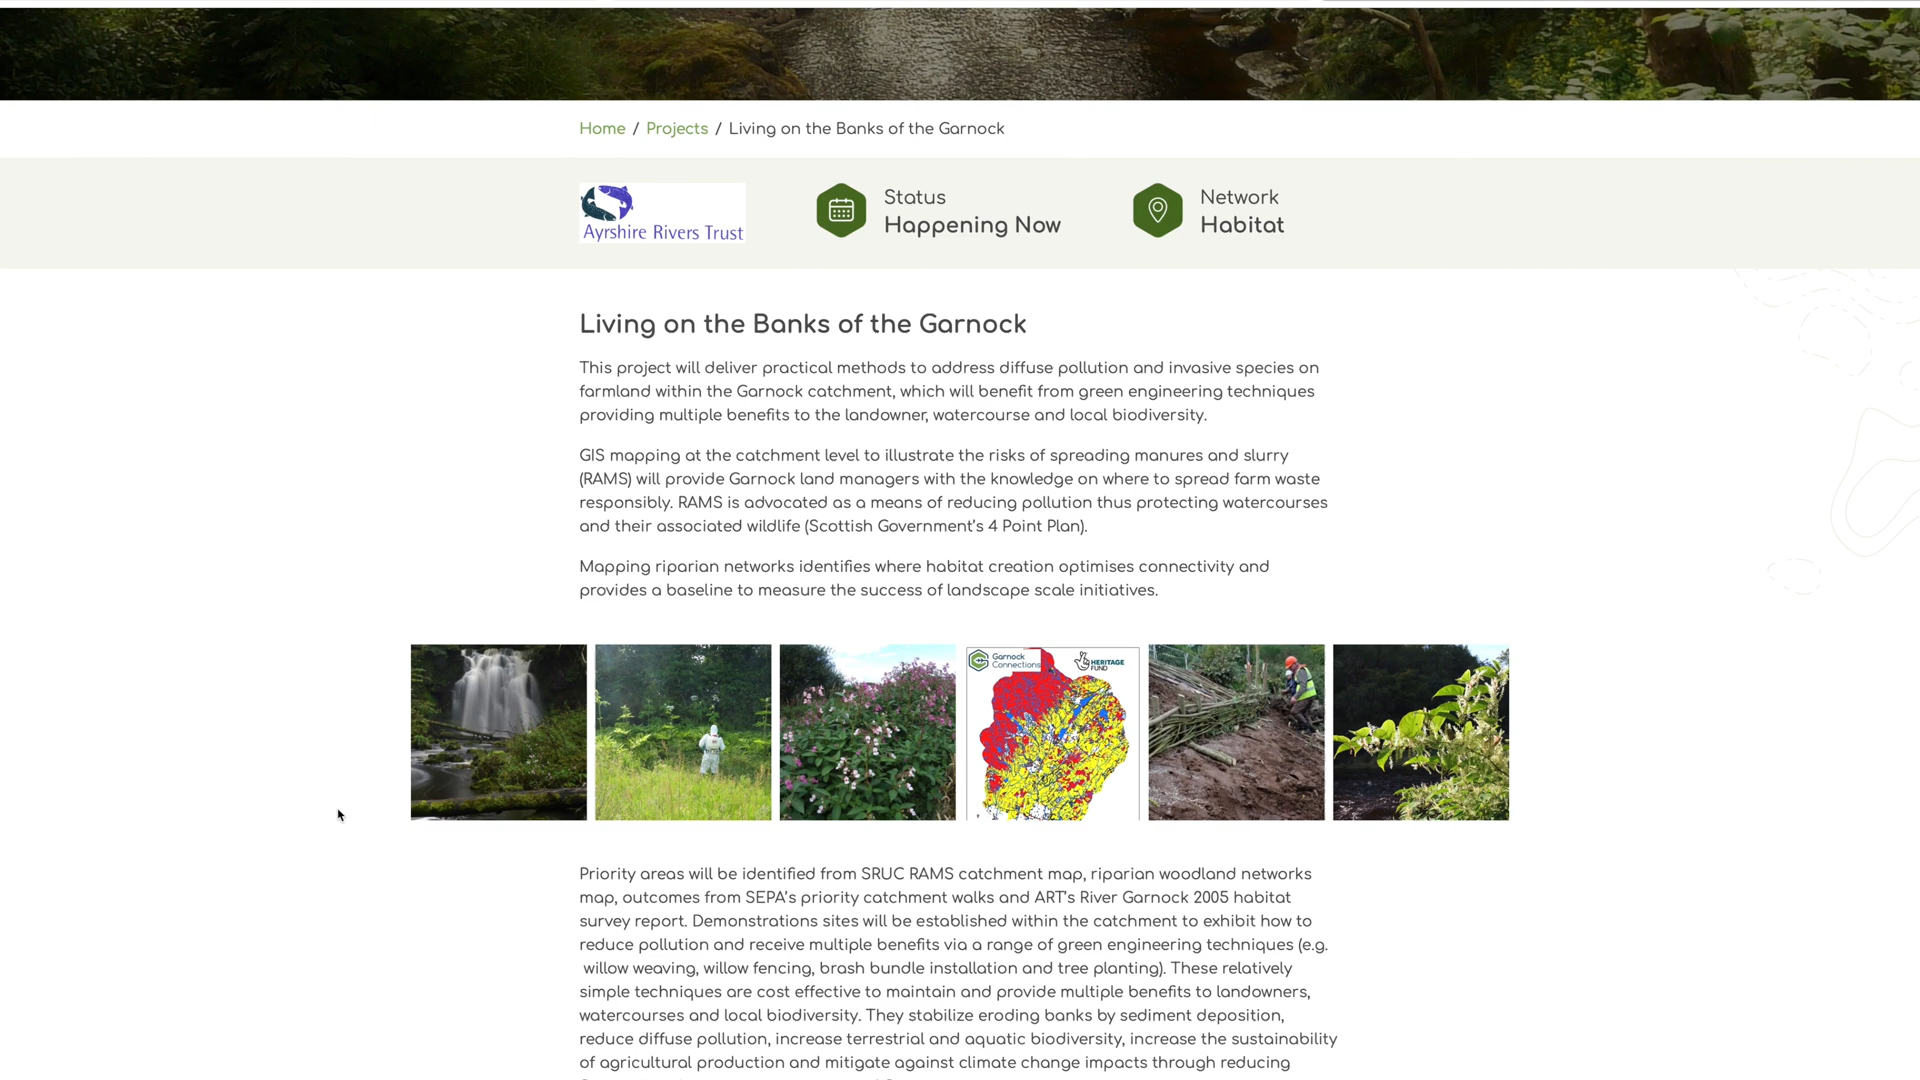 Home / Projects / Living on the Banks of the Garnock
Ayrshire Rivers Trust
Status
Happening Now
Network
Habitat
Living on the Banks of the Garnock
This project will deliver practical methods to address diffuse pollution and invasive species on
farmland within the Garnock catchment, which will benefit from green engineering techniques
providing multiple benefits to the landowner, watercourse and local biodiversity.
GIS mapping at the catchment level to illustrate the risks of spreading manures and slurry
(RAMS) will provide Garnock land managers with the knowledge on where to spread farm waste
responsibly. RAMS is advocated as a means of reducing pollution thus protecting watercourses
and their associated wildlife (Scottish Government's 4 Point Plan).
Mapping riparian networks identifies where habitat creation optimises connectivity and
provides a baseline to measure the success of landscape scale initiatives.
Garnock
Connections
HERITAGE
FUND
Priority areas will be identified from SRUC RAMS catchment map, riparian woodland networks
map, outcomes from SEPA's priority catchment walks and ART's River Garnock 2005 habitat
survey report. Demonstrations sites will be established within the catchment to exhibit how to
reduce pollution and receive multiple benefits via a range of green engineering techniques (e.g.
willow weaving, willow fencing, brash bundle installation and tree planting). These relatively
simple techniques are cost effective to maintain and provide multiple benefits to landowners,
watercourses and local biodiversity. They stabilize eroding banks by sediment deposition,
reduce diffuse pollution, increase terrestrial and aquatic biodiversity, increase the sustainability
of agricultural production and mitigate against climate change impacts through reducing